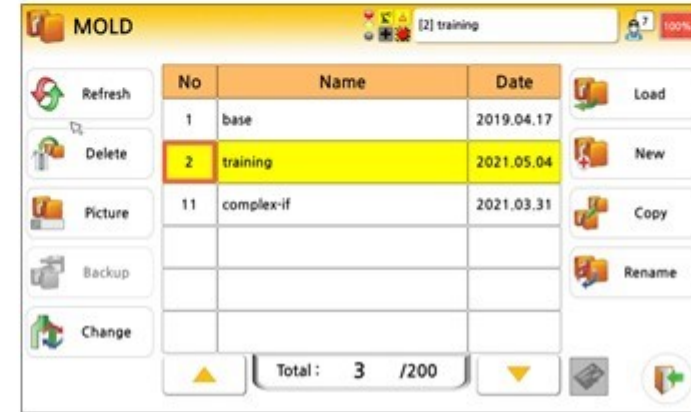 MOLD
[2] training
7
100%
Refresh
Delete
Picture
Backup
Change
No Name Date
1 base 2019.04.17
2 training 2021.05.04
11 complex-if 2021.03.31
Total : 3 /200
Load
New
Copy
Rename